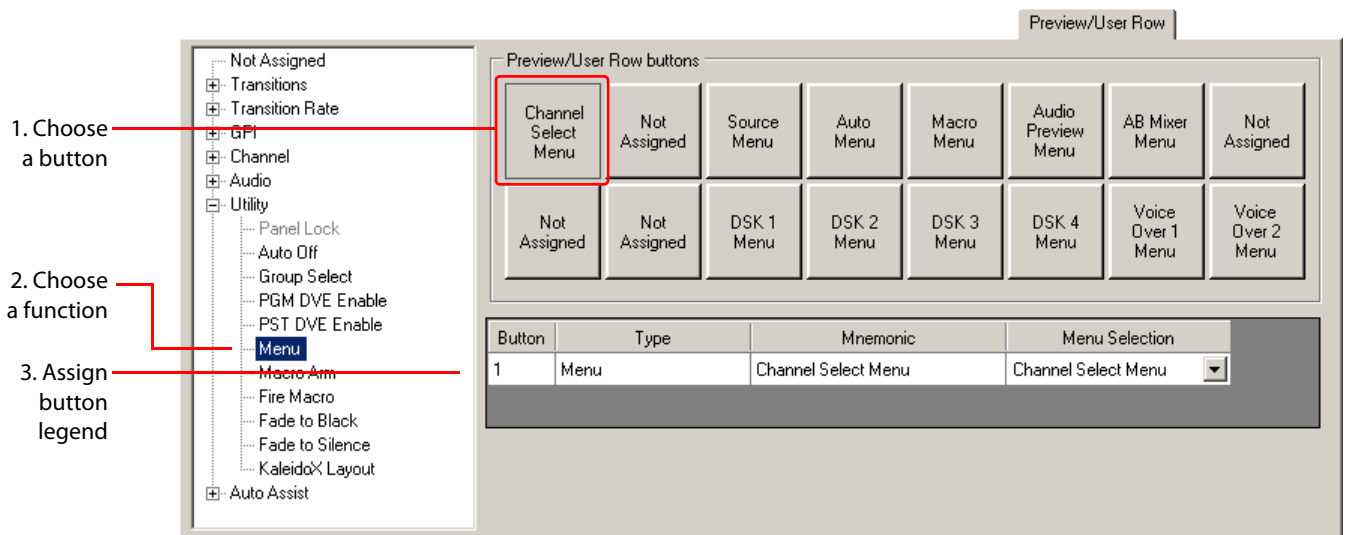 Preview/User Row
1. Choose
a button
2. Choose
a function
3. Assign
button
legend
Not Assigned
Transitions
Transition Rate
GPI
Channel
Audio
Utility
Panel Lock
Auto Off
Group Select
PGM DVE Enable
PST DVE Enable
Menu
Macro Arm
Fire Macro
Fade to Black
Fade to Silence
KaleidoX Layout
Auto Assist
Preview/User Row buttons
Channel
Select
Menu
Not
Assigned
Source
Menu
Auto
Menu
Macro
Menu
Audio
Preview
Menu
AB Mixer
Menu
Not
Assigned
Not
Assigned
Not
Assigned
DSK 1
Menu
DSK 2
Menu
DSK 3
Menu
DSK 4
Menu
Voice
Over 1
Menu
Voice
Over 2
Menu
Button Type Mnemonic Menu Selection
1 Menu Channel Select Menu Channel Select Menu